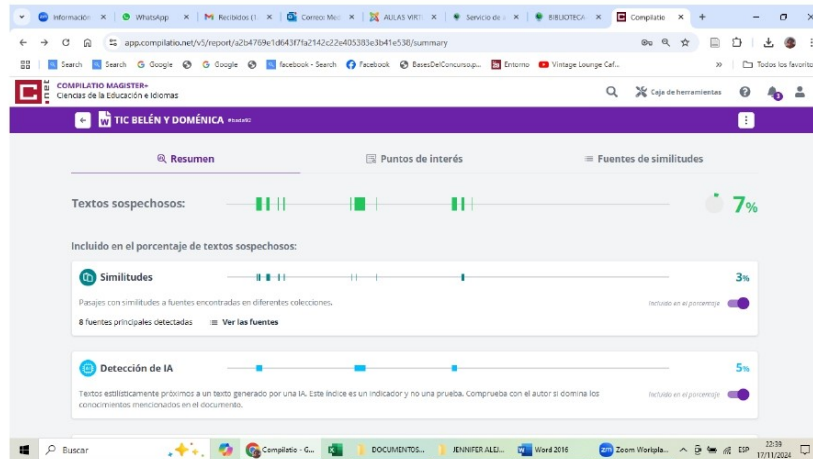 Información
WhatsApp
Recibidos (1.
Correo: Me
AULAS VIRT
Servicio de
BIBLIOTECA
Compilatio
app.compilatio.net/v5/report/a2b4769e1d643f7fa2142c22e405383e3b41e538/summary
Search
Search
Google
Google
facebook - Search
Facebook
BasesDelConcurso.p...
Entorno
Vintage Lounge Caf...
Todos los favoritos
COMPILATIO MAGISTER+
Ciencias de la Educación e Idiomas
Caja de herramientas
3
TIC BELÉN Y DOMÉNICA
Resumen
Puntos de interés
Fuentes de similitudes
Textos sospechosos:
7%
Incluido en el porcentaje de textos sospechosos:
Similitudes
3%
Pasajes con similitudes a fuentes encontradas en diferentes colecciones.
Incluido en el porcentaje
8 fuentes principales detectadas
Ver las fuentes
Detección de IA
5%
Textos estilísticamente próximos a un texto generado por una IA. Este índice es un indicador y no una prueba. Comprueba con el autor si domina los
conocimientos mencionados en el documento.
Incluido en el porcentaje
Buscar
Compilatio - G...
DOCUMENTOS...
JENNIFER ALEJ...
Word 2016
Zoom Workpla...
ESP
22:39
17/11/2024